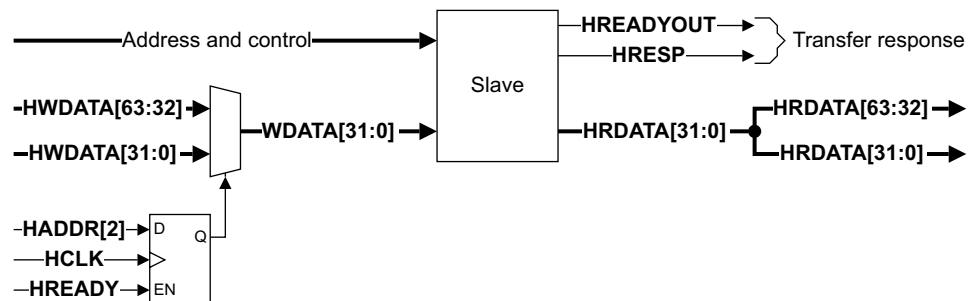 HREADYOUT
Address and control
Transfer response
HRESP
Slave
HWDATA[63:32]
HRDATA[63:32]
WDATA[31:0]
HRDATA[31:0]
HWDATA[31:0]
HRDATA[31:0]
HADDR[2]
D
Q
HCLK
HREADY
EN